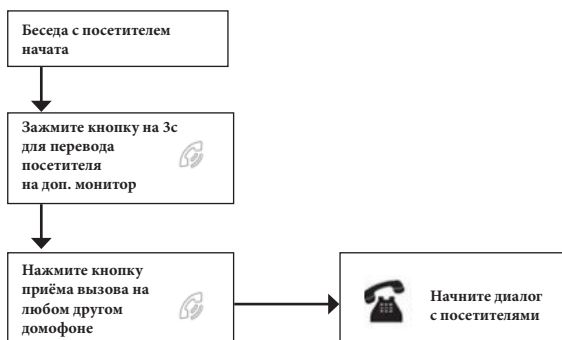 Беседа с посетителем
начата
Зажмите кнопку на 3с
для перевода
посетителя
на доп. монитор
Нажмите кнопку
приёма вызова на
любом другом
домофоне
Начните диалог
с посетителями